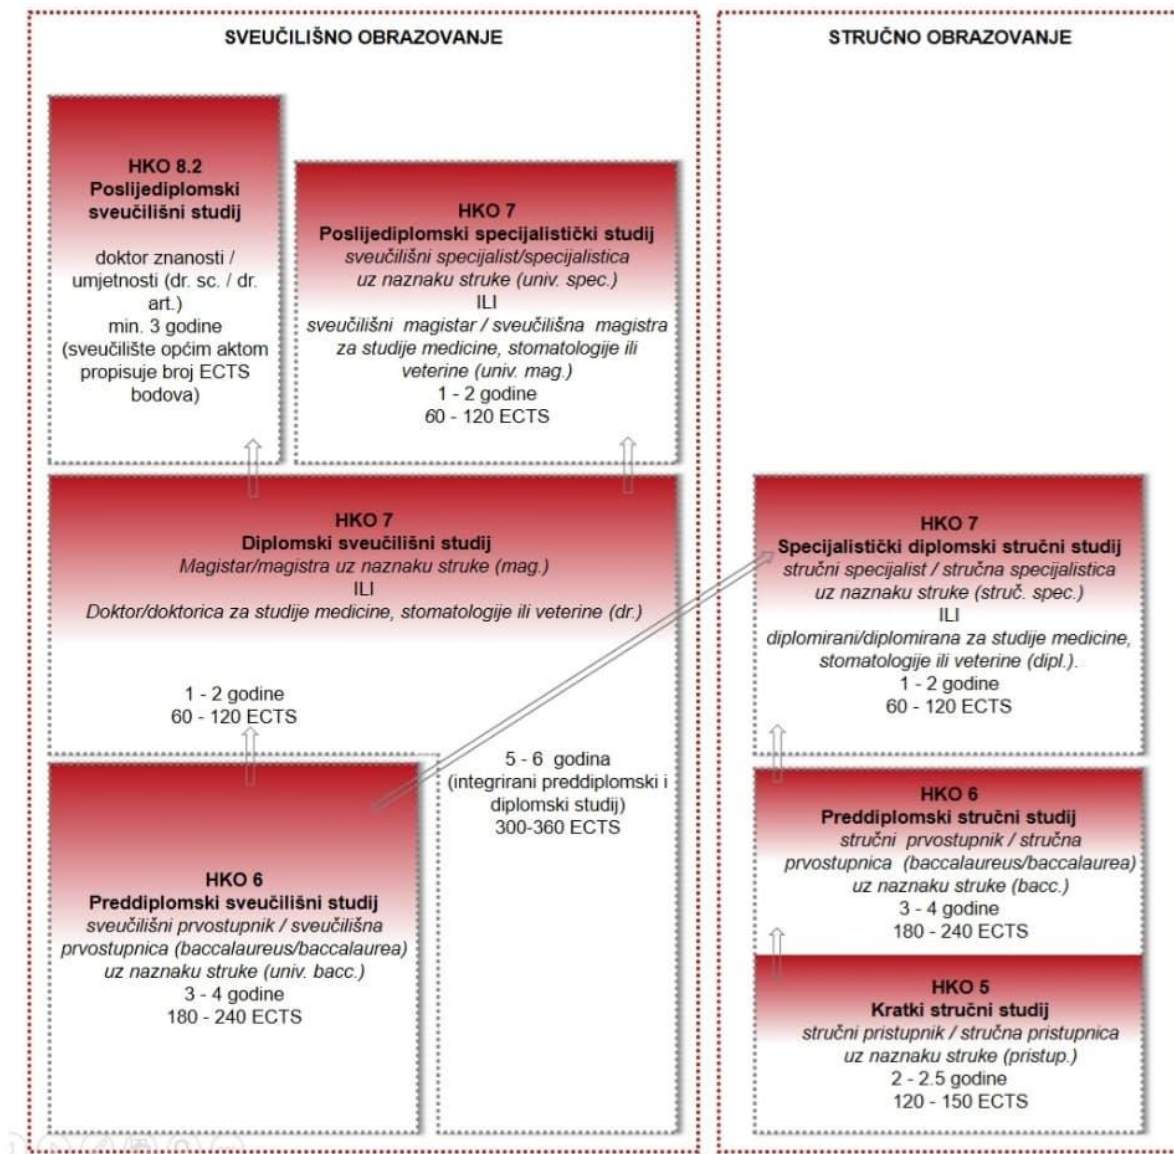 SVEUČILIŠNO OBRAZOVANJE
HKO 8.2
Poslijediplomski
sveučilišni studij
doktor znanosti /
umjetnosti (dr. sc. / dr.
art.)
min. 3 godine
(sveučilište općim aktom
propisuje broj ECTS
bodova)
HKO 7
Poslijediplomski specijalistički studij
sveučilišni specijalist/specijalistica
uz naznaku struke (univ. spec.)
ILI
sveučilišni magistar / sveučilišna magistra
za studije medicine, stomatologije ili
veterine (univ. mag.)
1 - 2 godine
60 - 120 ECTS
HKO 7
Diplomski sveučilišni studij
Magistar/magistra uz naznaku struke (mag.)
ILI
Doktor/doktorica za studije medicine, stomatologije ili veterine (dr.)
1 - 2 godine
60 - 120 ECTS
5 - 6 godina
(integrirani preddiplomski i
diplomski studij)
300-360 ECTS
HKO 6
Preddiplomski sveučilišni studij
sveučilišni prvostupnik / sveučilišna
prvostupnica (baccalaureus/baccalaurea)
uz naznaku struke (univ. bacc.)
3 - 4 godine
180 - 240 ECTS
STRUČNO OBRAZOVANJE
HKO 7
Specijalistički diplomski stručni studij
stručni specijalist / stručna specijalistica
uz naznaku struke (struč. spec.)
ILI
diplomirani/diplomirana za studije medicine,
stomatologije ili veterine (dipl.).
1 - 2 godine
60 - 120 ECTS
HKO 6
Preddiplomski stručni studij
stručni prvostupnik / stručna
prvostupnica (baccalaureus/baccalaurea)
uz naznaku struke (bacc.)
3 - 4 godine
180 - 240 ECTS
HKO 5
Kratki stručni studij
stručni pristupnik / stručna pristupnica
uz naznaku struke (pristup.)
2 - 2.5 godine
120 - 150 ECTS